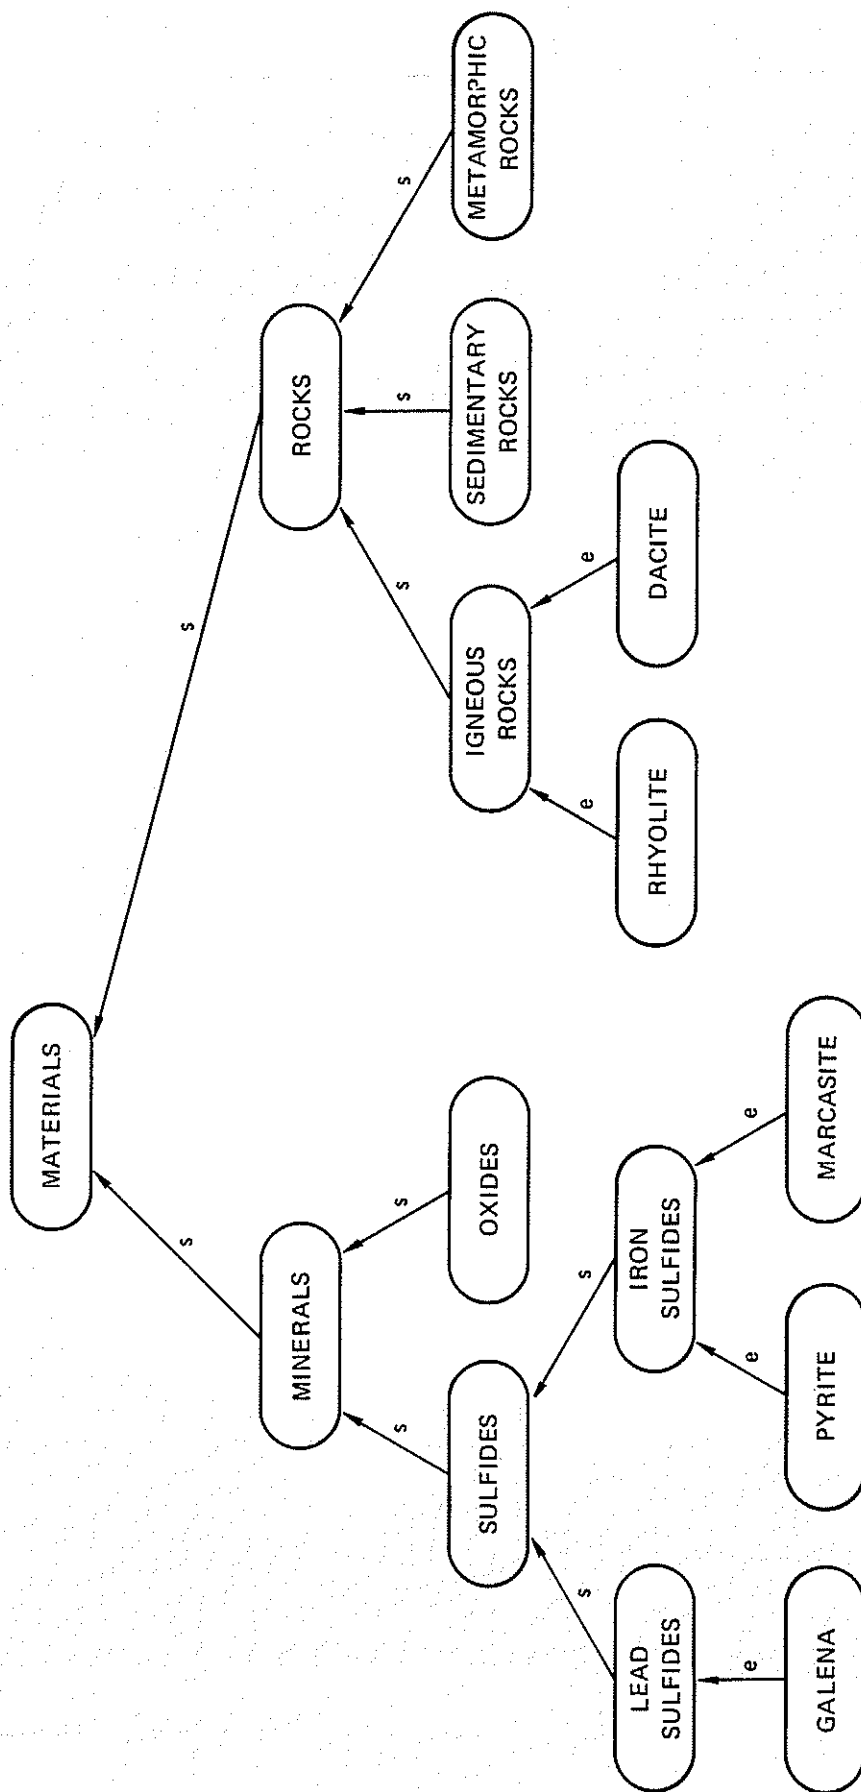 MATERIALS
s
s
MINERALS
ROCKS
s
s
s
s
s
SULFIDES
OXIDES
IGNEOUS
ROCKS
SEDIMENTARY
ROCKS
METAMORPHIC
ROCKS
s
s
e
e
LEAD
SULFIDES
IRON
SULFIDES
RHYOLITE
DACITE
e
e
e
GALENA
PYRITE
MARCASITE